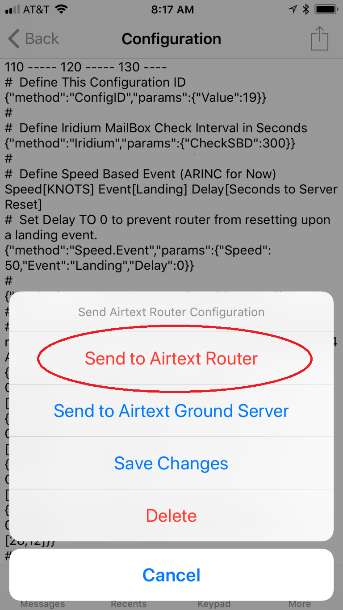 AT&T 8:17 AM
Back Configuration
110 ----- 120 ----- 130 ----
# Define This Configuration ID
{"method":"ConfigID","params":{"Value":19}}
#
# Define Iridium MailBox Check Interval in Seconds
{"method":"Iridium","params":{"CheckSBD":300}}
#
# Define Speed Based Event (ARINC for Now)
Speed[KNOTS] Event[Landing] Delay[Seconds to Server
Reset]
# Set Delay TO 0 to prevent router from resetting upon
a landing event.
{"method":"Speed.Event","params":{"Speed":
50,"Event":"Landing","Delay":0}}
#
Send Airtext Router Configuration
Send to Airtext Router
Send to Airtext Ground Server
Save Changes
Delete
[26,12]}}
#
Cancel
Messages Recents Keypad More